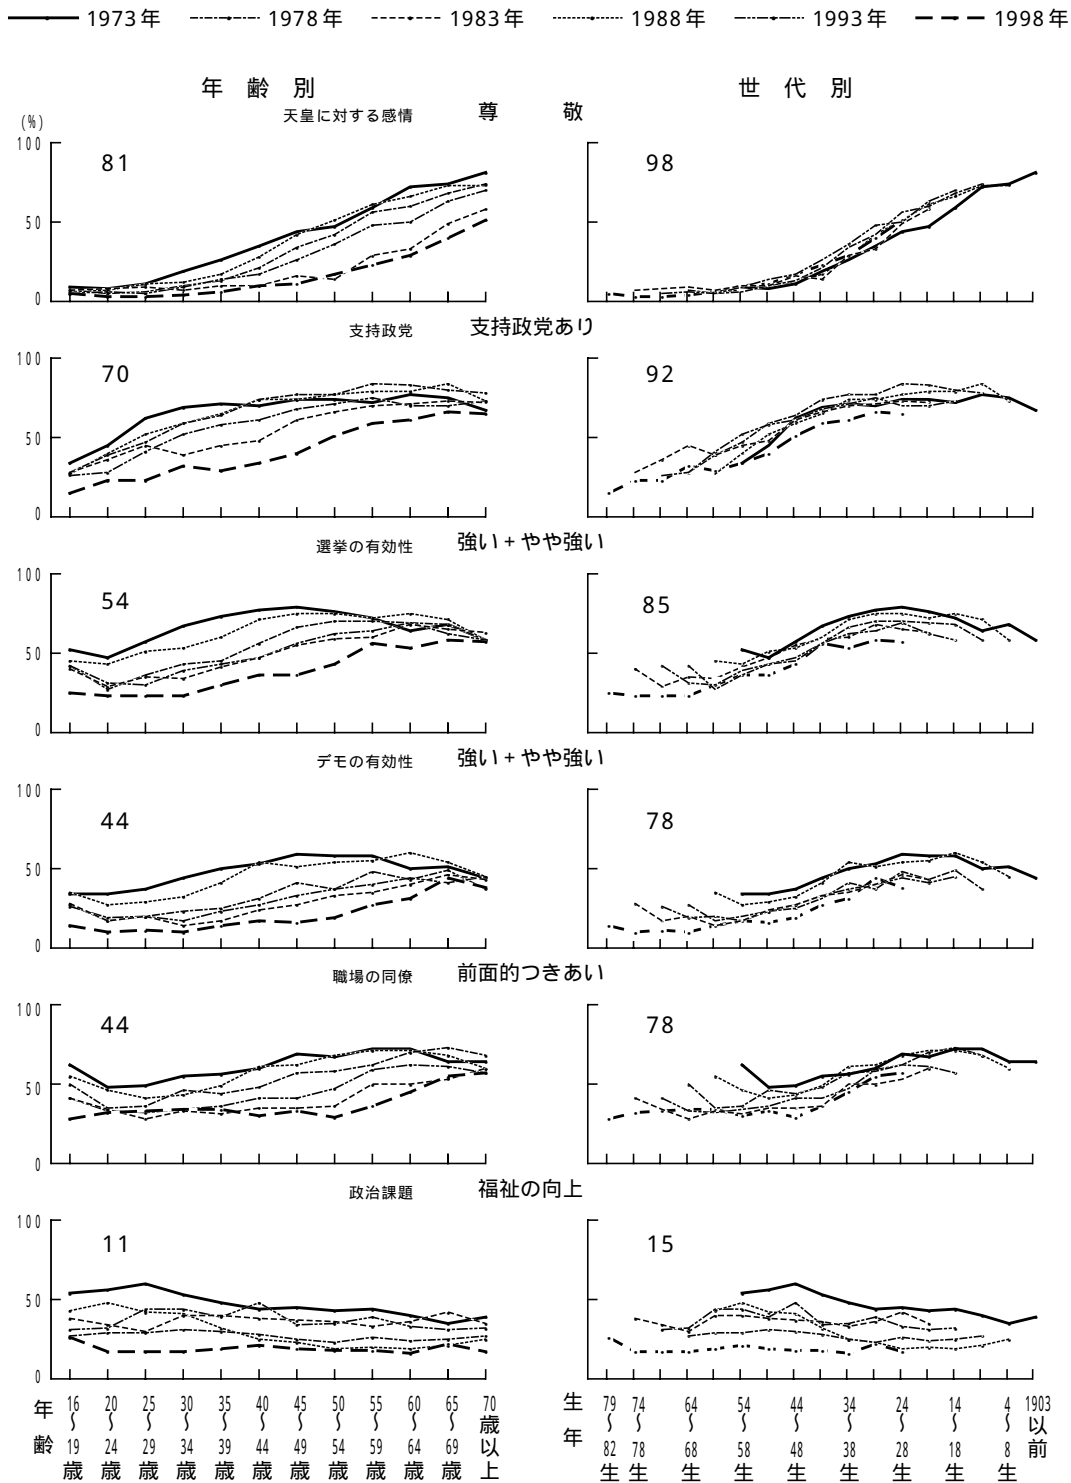 1973年 1978年 1983年 1988年 1993年 1998年
年齢別 世代別
天皇に対する感情 尊敬
(%)
100
81 98
50
0
支持政党 支持政党あり
100
70 92
50
0
選挙の有効性 強い+やや強い
100
54 85
50
0
デモの有効性 強い+やや強い
100
44 78
50
0
職場の同僚 前面的つきあい
100
44 78
50
0
政治課題 福祉の向上
100
11 15
50
0
年齢 16〜19歳 20〜24歳 25〜29歳 30〜34歳 35〜39歳 40〜44歳 45〜49歳 50〜54歳 55〜59歳 60〜64歳 65〜69歳 70歳以上
生年 79〜82生 74〜78生 64〜68生 54〜58生 44〜48生 34〜38生 24〜28生 14〜18生 4〜8生 1903以前